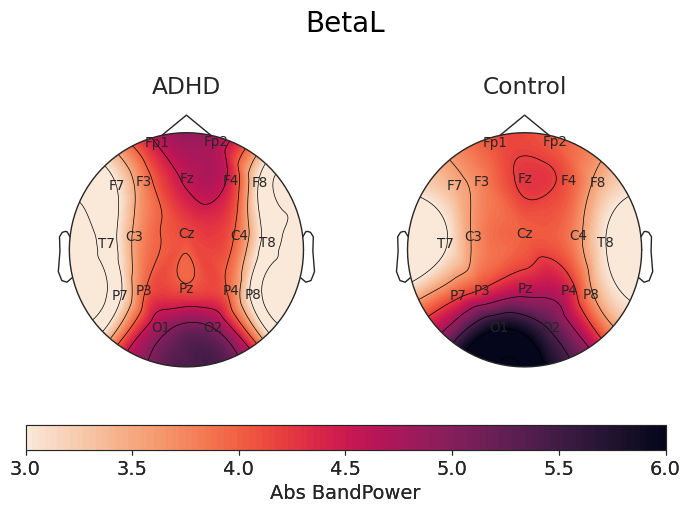 BetaL
ADHD Control
Fp1 Fp2 Fp1 Fp2
F7 F3 Fz F4 F8 F7 F3 Fz F4 F8
T7 C3 Cz C4 T8 T7 C3 Cz C4 T8
P7 P3 Pz P4 P8 P7 P3 Pz P4 P8
O1 O2 O1 O2
3.0 3.5 4.0 4.5 5.0 5.5 6.0
Abs BandPower